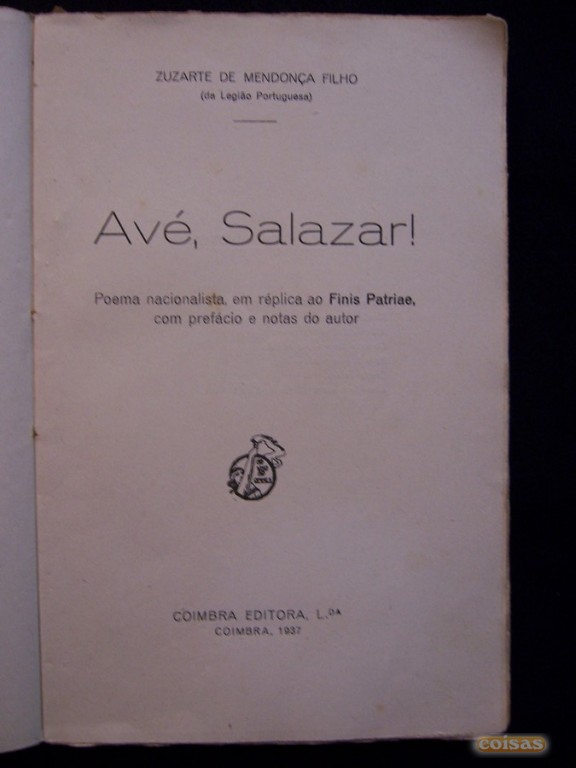 ZUZARTE DE MENDONÇA FILHO
(da Legião Portuguesa)
Avé, Salazar!
Poema nacionalista, em réplica ao Finis Patriae,
com prefácio e notas do autor
COIMBRA EDITORA, L.DA
COIMBRA, 1937
coisas